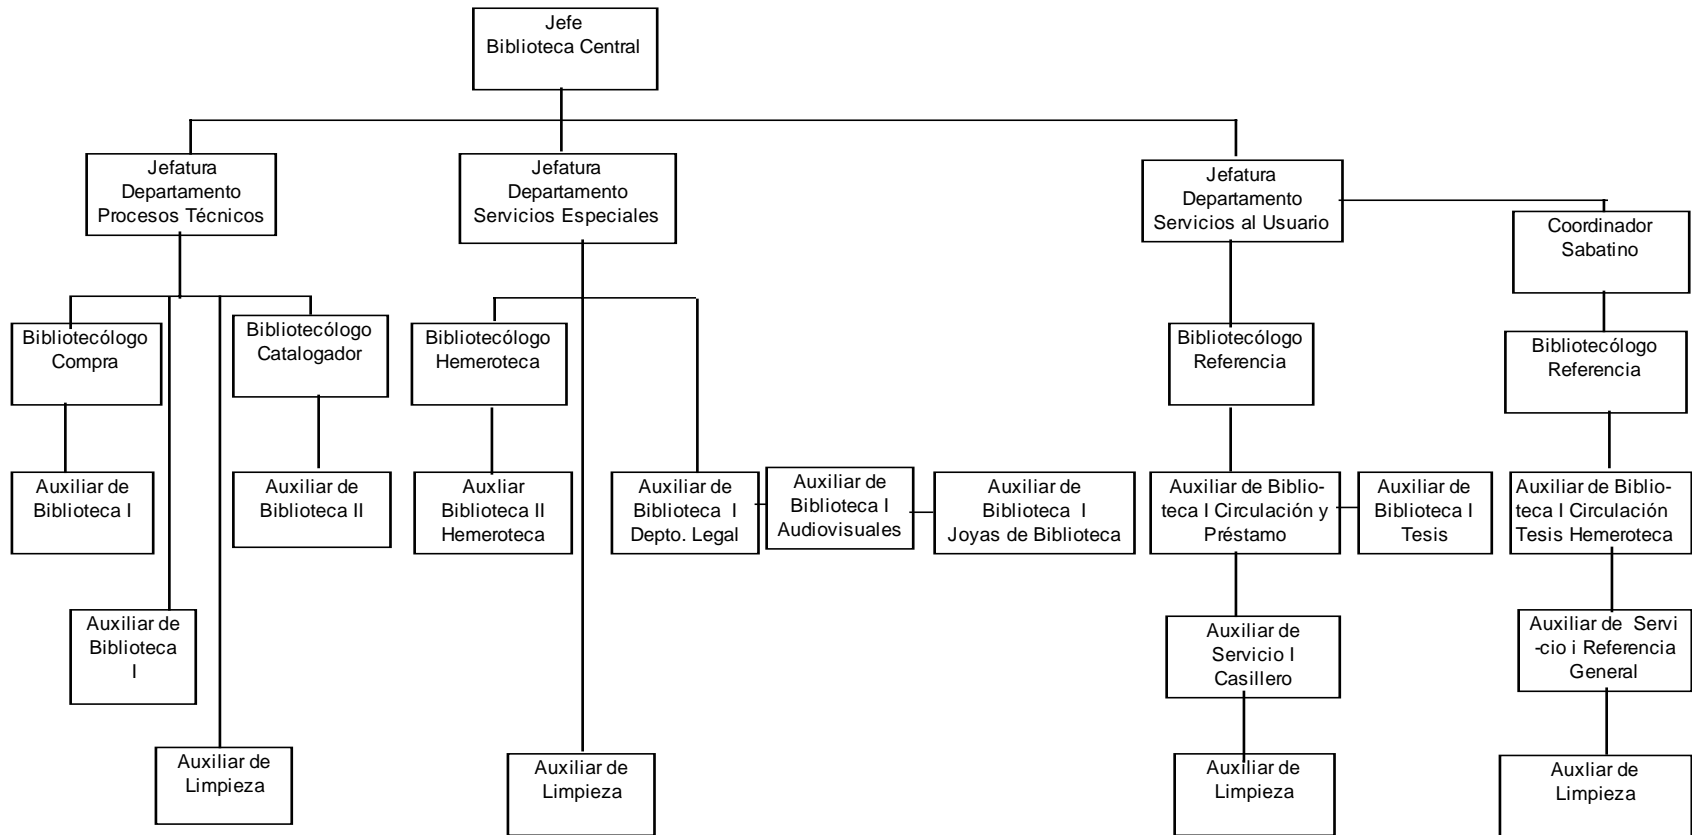 Jefe
Biblioteca Central
Jefatura
Departamento
Procesos Técnicos
Jefatura
Departamento
Servicios Especiales
Jefatura
Departamento
Servicios al Usuario
Coordinador
Sabatino
Bibliotecólogo
Compra
Bibliotecólogo
Catalogador
Bibliotecólogo
Hemeroteca
Bibliotecólogo
Referencia
Bibliotecólogo
Referencia
Auxiliar de
Biblioteca I
Auxiliar de
Biblioteca II
Auxliar
Biblioteca II
Hemeroteca
Auxiliar de
Biblioteca I
Depto. Legal
Auxiliar de
Biblioteca I
Audiovisuales
Auxiliar de
Biblioteca I
Joyas de Biblioteca
Auxiliar de Biblio-
teca I Circulación y
Préstamo
Auxiliar de
Biblioteca I
Tesis
Auxiliar de Biblio-
teca I Circulación
Tesis Hemeroteca
Auxiliar de
Biblioteca
I
Auxiliar de
Servicio I
Casillero
Auxiliar de Servi
-cio i Referencia
General
Auxiliar de
Limpieza
Auxiliar de
Limpieza
Auxliar de
Limpieza
Auxliar de
Limpieza